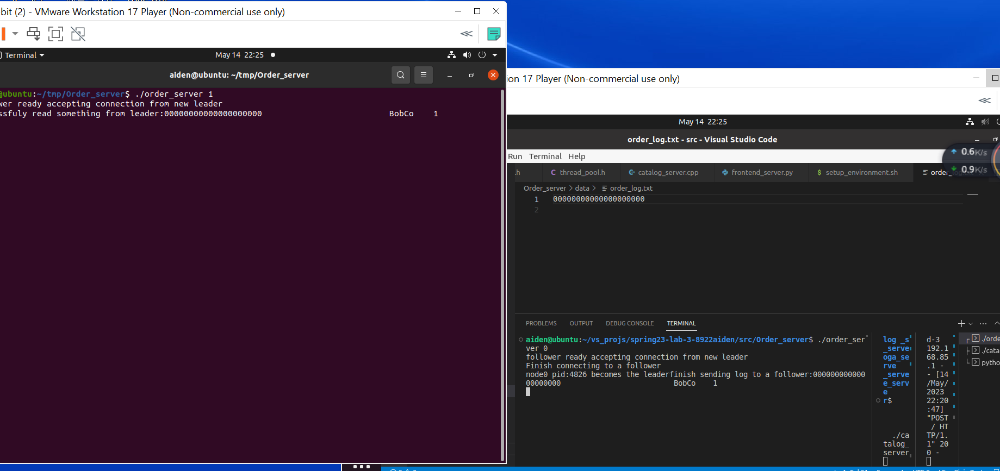 bit (2) - VMware Workstation 17 Player (Non-commercial use only)
Terminal
May 14 22:25
aiden@ubuntu: ~/tmp/Order_server
@ubuntu:~/tmp/Order_server$ ./order_server 1
wer ready accepting connection from new leader
ssfuly read something from leader:00000000000000000000 BobCo 1
ion 17 Player (Non-commercial use only)
May 14 22:25
order_log.txt - src - Visual Studio Code
Run Terminal Help
0.6K/s
0.9K/s
.h thread_pool.h catalog_server.cpp frontend_server.py setup_environment.sh
Order_server > data > order_log.txt
1 00000000000000000000
2
PROBLEMS OUTPUT DEBUG CONSOLE TERMINAL
aiden@ubuntu:~/vs_projs/spring23-lab-3-8922aiden/src/Order_server$ ./order_ser
ver 0
follower ready accepting connection from new leader
Finish connecting to a follower
node0 pid:4826 becomes the leaderfinish sending log to a follower:000000000000
00000000 BobCo 1
log _s
_serve
oga_se
rve
_serve
e_serv
e
r$
./ca
talog_
server
d-3
192.1
68.85
.1 -
- [14
/May/
2023
22:20
:47]
"POST
/ HT
TP/1.
1" 20
0 -
./orde
./cata
pytho